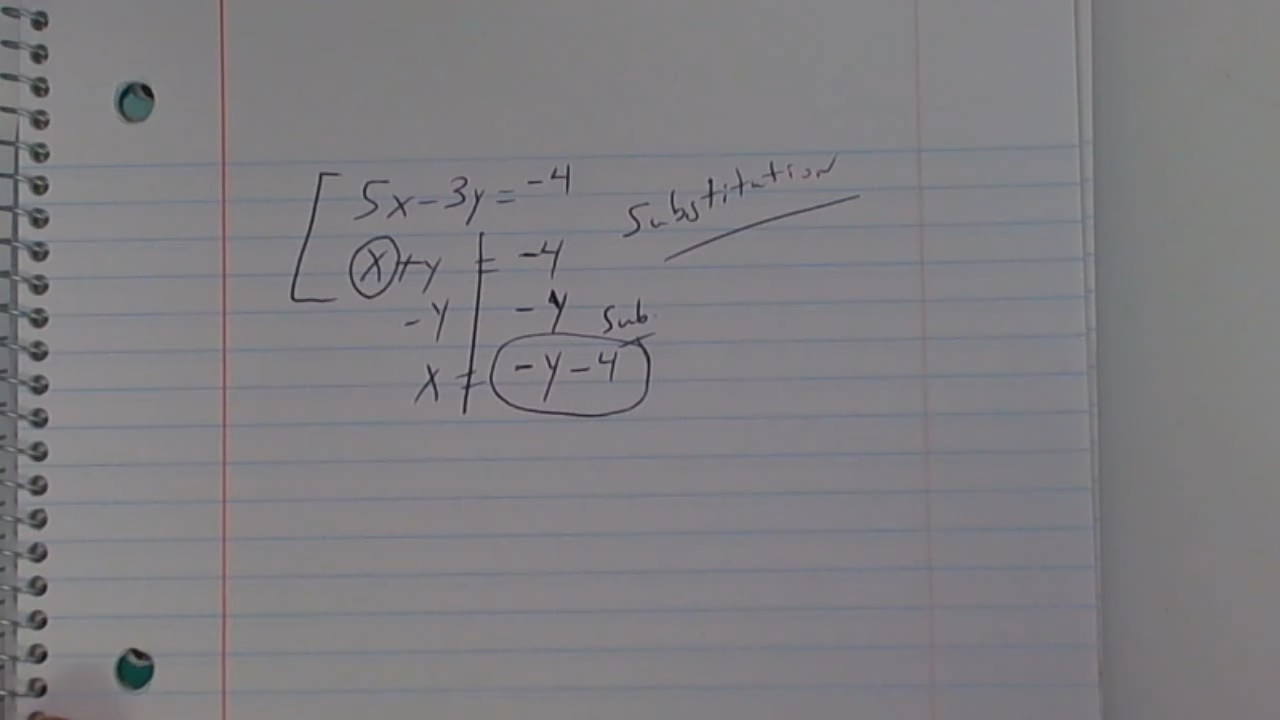 5x-3y=-4
Substitution
x+y = -4
-y -y
Sub.
x = -y-4